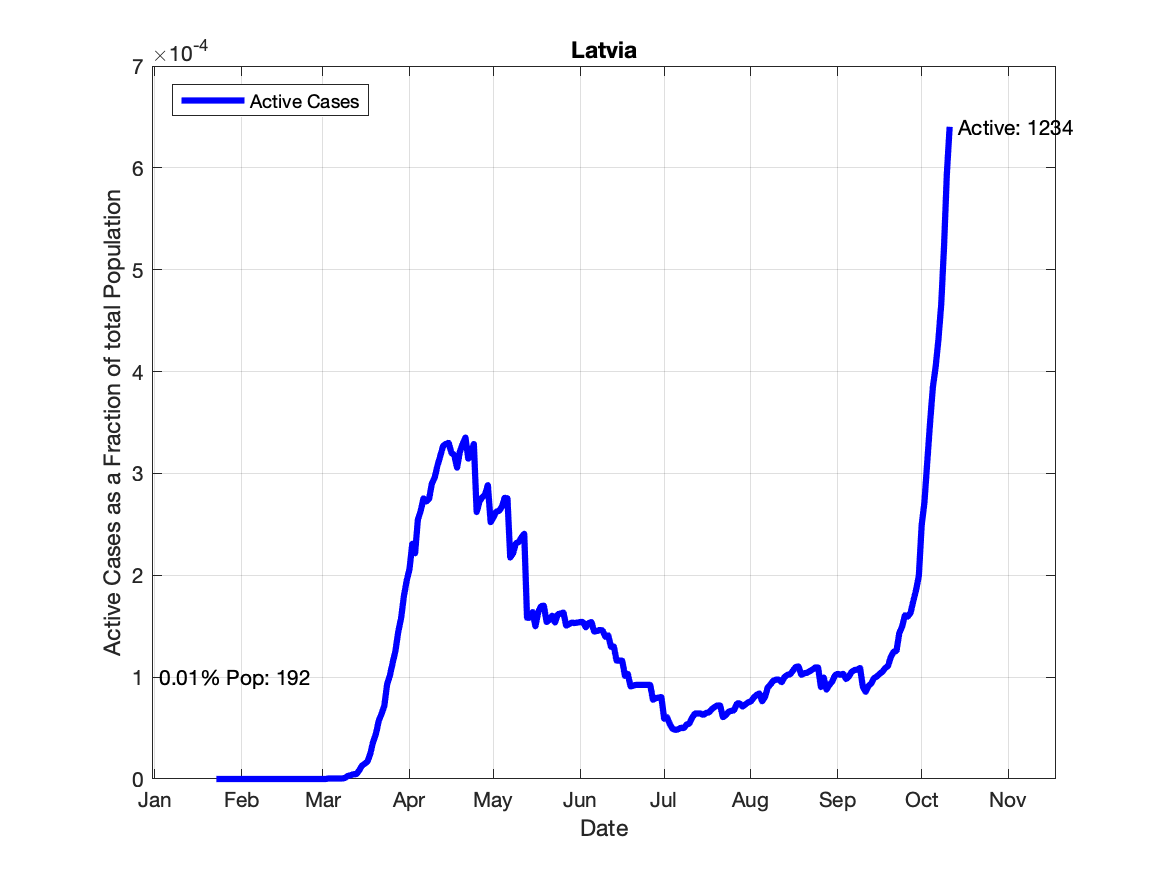 Latvia
×10-4
7
Active Cases
Active: 1234
6
5
4
3
2
0.01% Pop: 192
1
0
Jan Feb Mar Apr May Jun Jul Aug Sep Oct Nov
Date
Active Cases as a Fraction of total Population